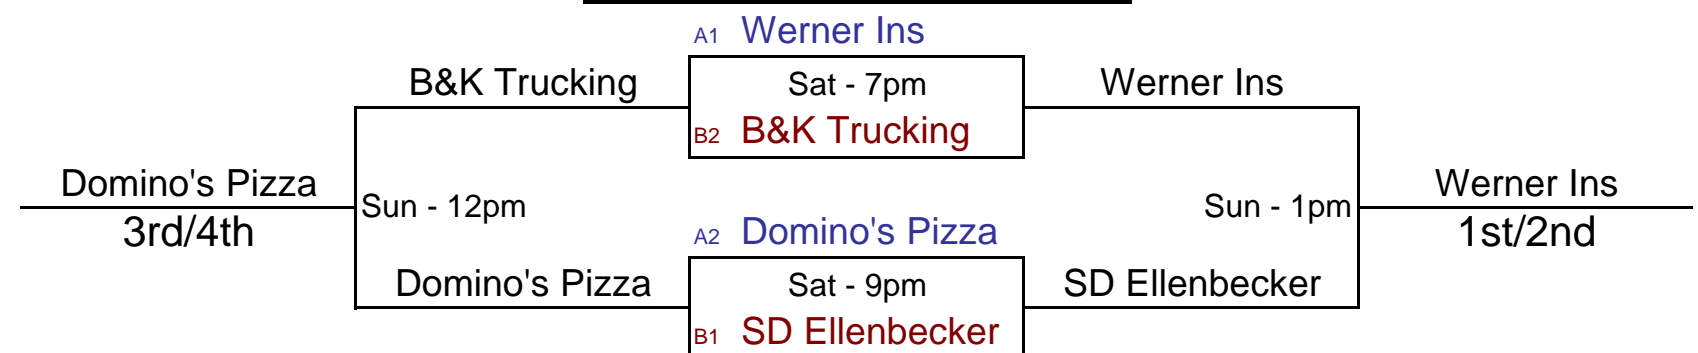 A1 Werner Ins
B&K Trucking Sat - 7pm Werner Ins
B2 B&K Trucking
Domino's Pizza Werner Ins
Sun - 12pm Sun - 1pm
3rd/4th A2 Domino's Pizza 1st/2nd
Domino's Pizza Sat - 9pm SD Ellenbecker
B1 SD Ellenbecker